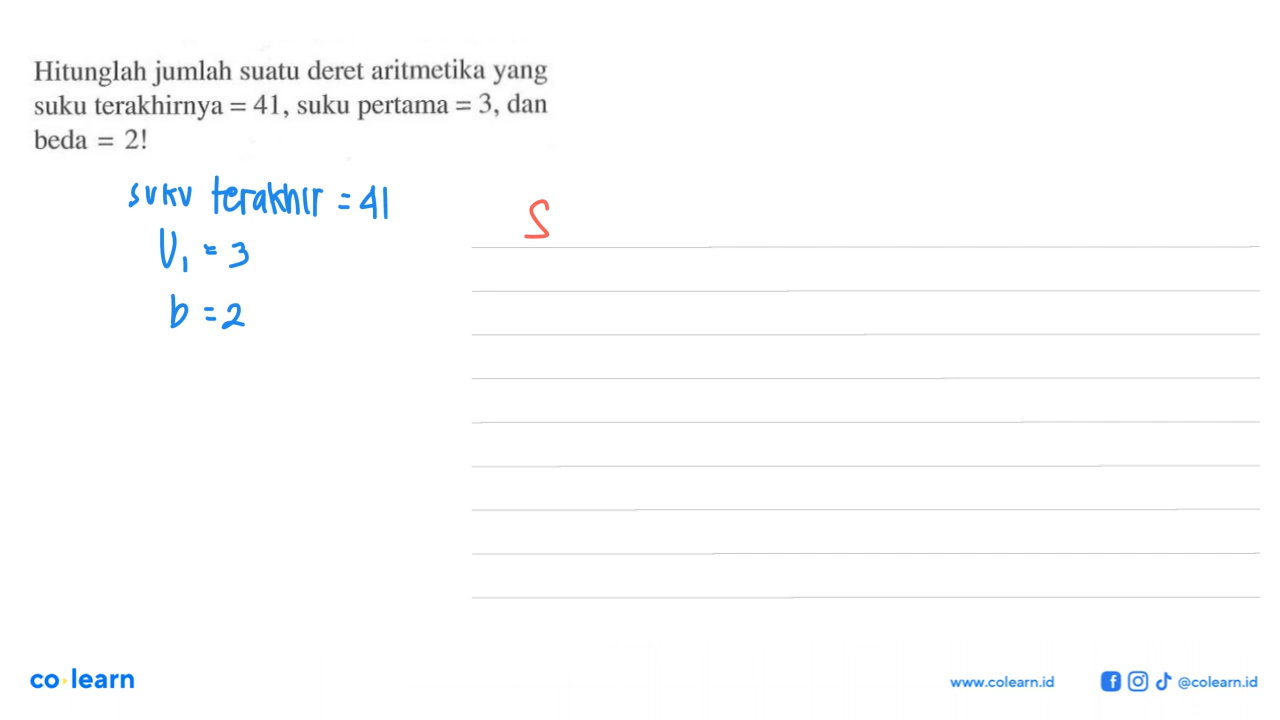 Hitunglah jumlah suatu deret aritmetika yang
suku terakhirnya = 41, suku pertama = 3, dan
beda = 2!
suku terakhir = 41
U₁ = 3
b = 2
S
co learn
www.colearn.id
@colearn.id